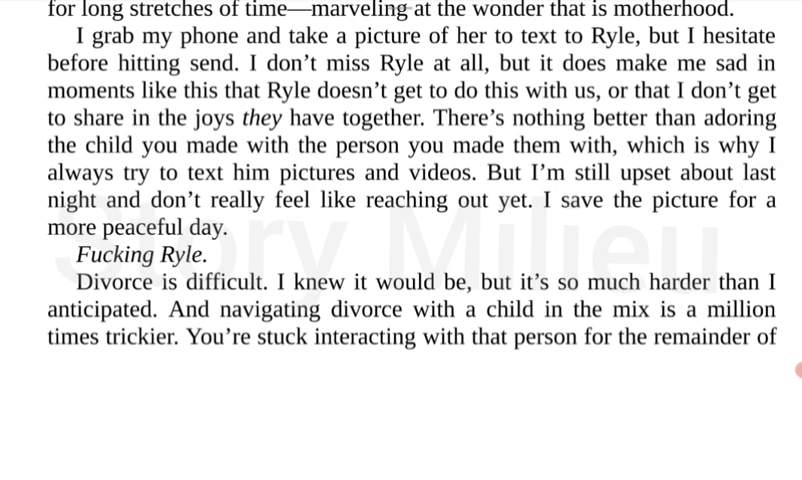 for long stretches of time—marveling at the wonder that is motherhood.
I grab my phone and take a picture of her to text to Ryle, but I hesitate
before hitting send. I don’t miss Ryle at all, but it does make me sad in
moments like this that Ryle doesn’t get to do this with us, or that I don’t get
to share in the joys they have together. There’s nothing better than adoring
the child you made with the person you made them with, which is why I
always try to text him pictures and videos. But I’m still upset about last
night and don’t really feel like reaching out yet. I save the picture for a
more peaceful day.
Fucking Ryle.
Divorce is difficult. I knew it would be, but it’s so much harder than I
anticipated. And navigating divorce with a child in the mix is a million
times trickier. You’re stuck interacting with that person for the remainder of
Story Milieu